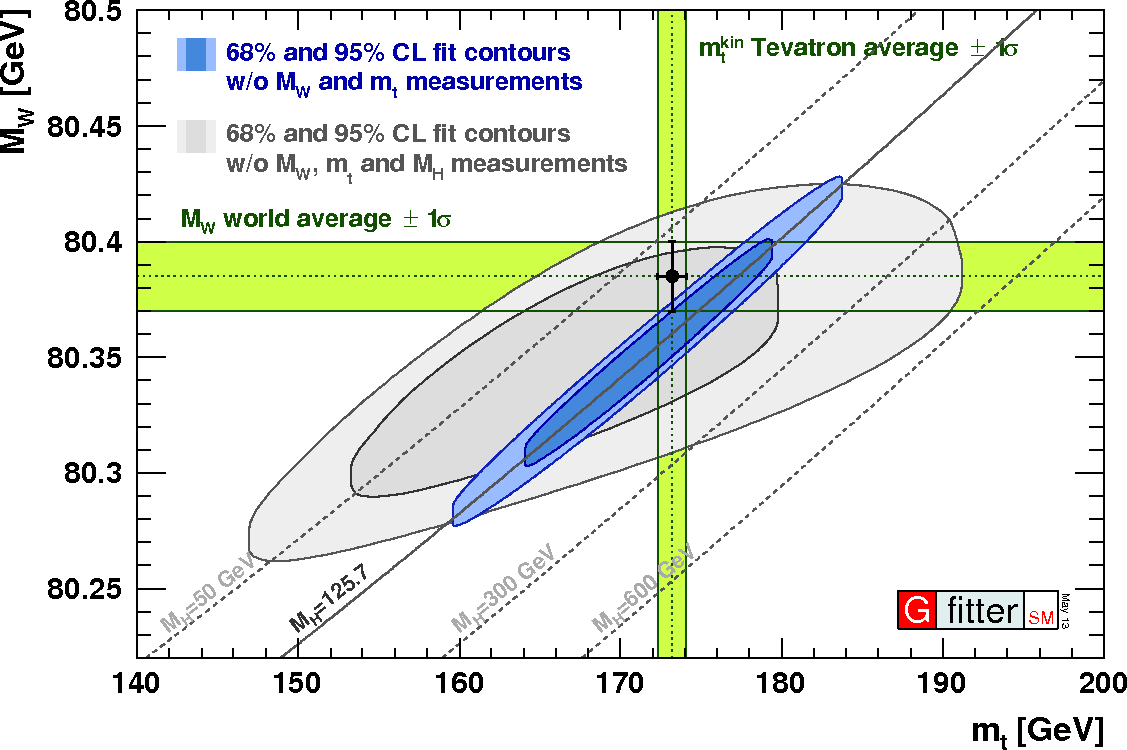 M_W [GeV]
80.5
80.45
80.4
80.35
80.3
80.25
68% and 95% CL fit contours
w/o M_W and m_t measurements
68% and 95% CL fit contours
w/o M_W, m_t and M_H measurements
m_t^kin Tevatron average ± 1σ
M_W world average ± 1σ
M_H=50 GeV
M_H=125.7
M_H=300 GeV
M_H=600 GeV
G fitter SM
May 13
140 150 160 170 180 190 200
m_t [GeV]